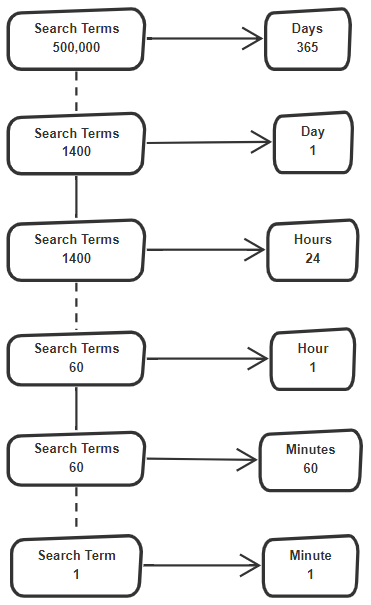 Search Terms
500,000
Days
365
Search Terms
1400
Day
1
Search Terms
1400
Hours
24
Search Terms
60
Hour
1
Search Terms
60
Minutes
60
Search Term
1
Minute
1